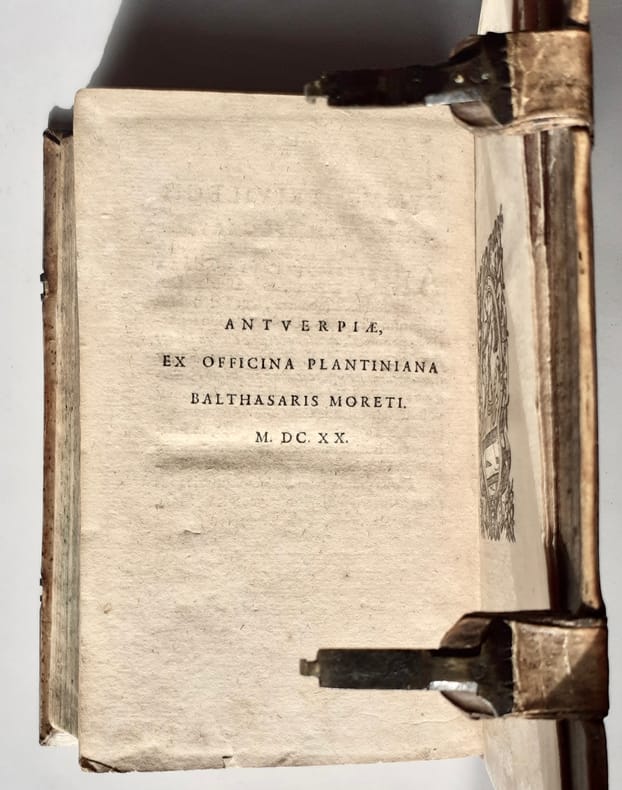 ANTVERPIÆ,
EX OFFICINA PLANTINIANA
BALTHASARIS MORETI.
M. DC. XX.